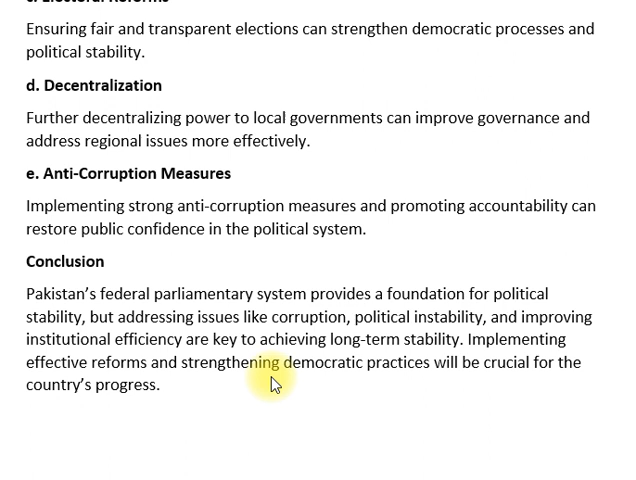 c. Electoral Reforms
Ensuring fair and transparent elections can strengthen democratic processes and
political stability.
d. Decentralization
Further decentralizing power to local governments can improve governance and
address regional issues more effectively.
e. Anti-Corruption Measures
Implementing strong anti-corruption measures and promoting accountability can
restore public confidence in the political system.
Conclusion
Pakistan’s federal parliamentary system provides a foundation for political
stability, but addressing issues like corruption, political instability, and improving
institutional efficiency are key to achieving long-term stability. Implementing
effective reforms and strengthening democratic practices will be crucial for the
country’s progress.